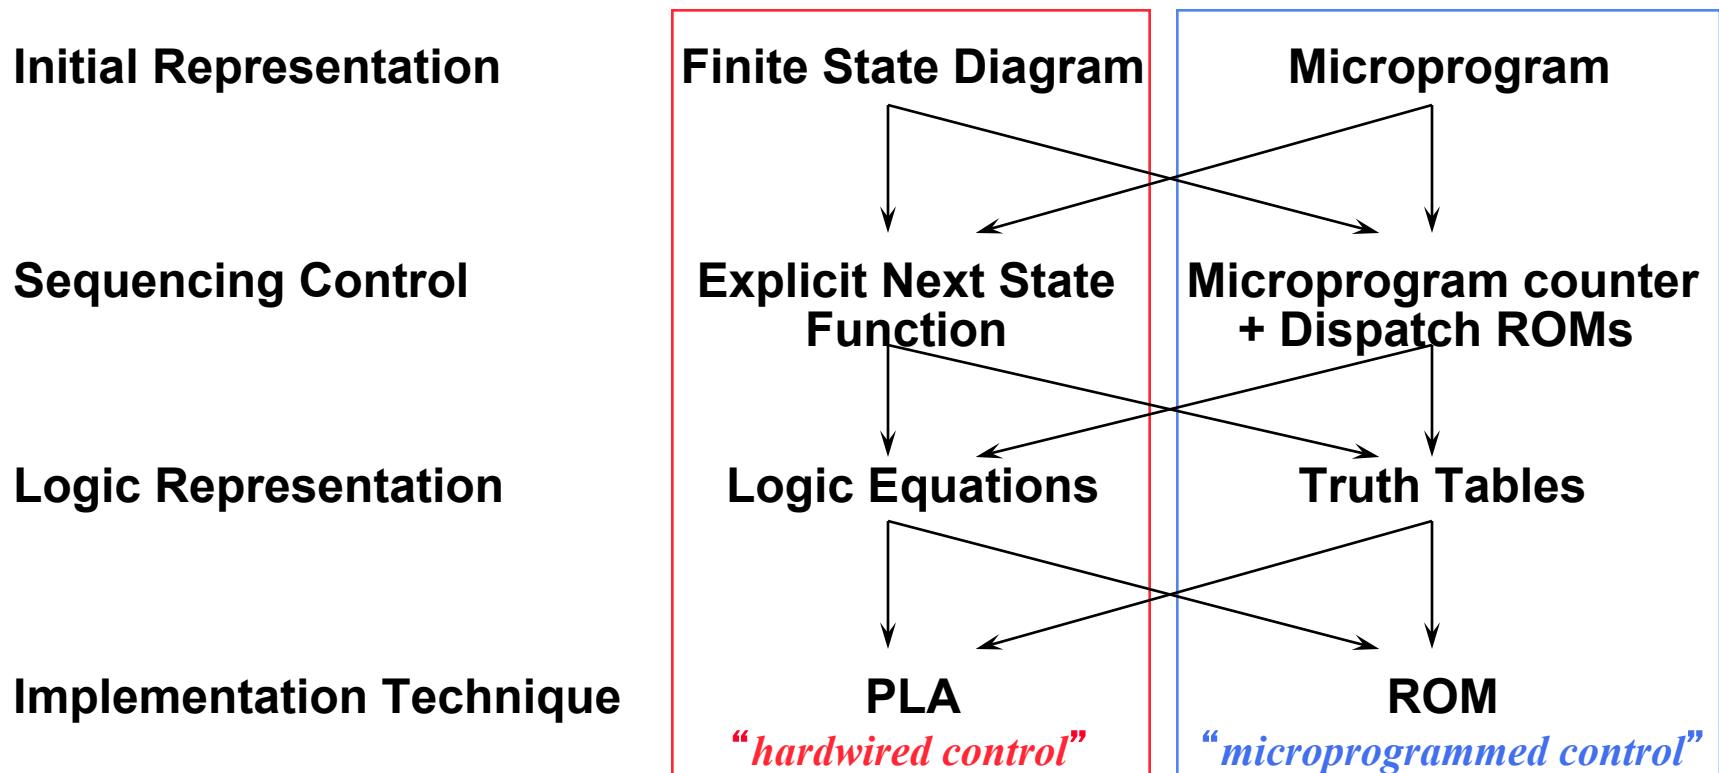 Initial Representation
Finite State Diagram
Microprogram
Sequencing Control
Explicit Next State
Function
Microprogram counter
+ Dispatch ROMs
Logic Representation
Logic Equations
Truth Tables
Implementation Technique
PLA
ROM
“hardwired control”
“microprogrammed control”